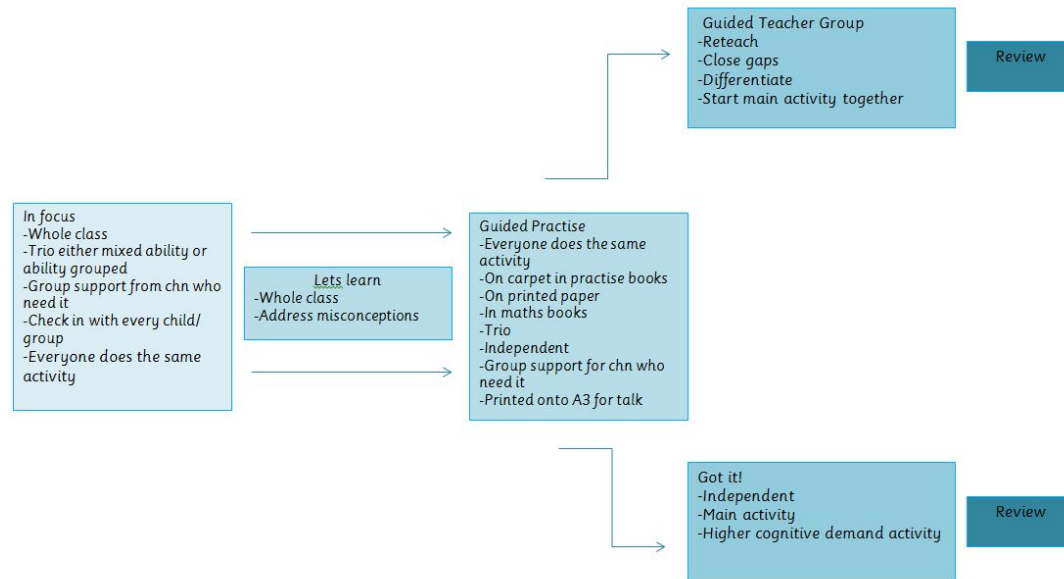 In focus
-Whole class
-Trio either mixed ability or
ability grouped
-Group support from chn who
need it
-Check in with every child/
group
-Everyone does the same
activity
Lets learn
-Whole class
-Address misconceptions
Guided Practise
-Everyone does the same
activity
-On carpet in practise books
-On printed paper
-In maths books
-Trio
-Independent
-Group support for chn who
need it
-Printed onto A3 for talk
Guided Teacher Group
-Reteach
-Close gaps
-Differentiate
-Start main activity together
Review
Got it!
-Independent
-Main activity
-Higher cognitive demand activity
Review